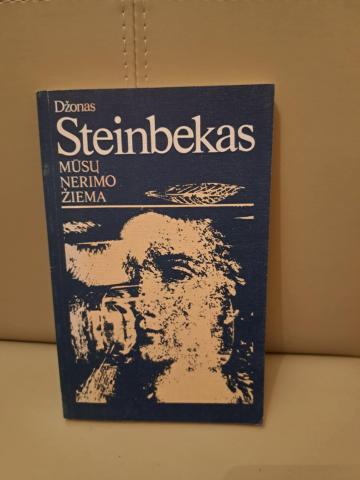 Džonas
Steinbekas
MŪSŲ
NERIMO
ŽIEMA